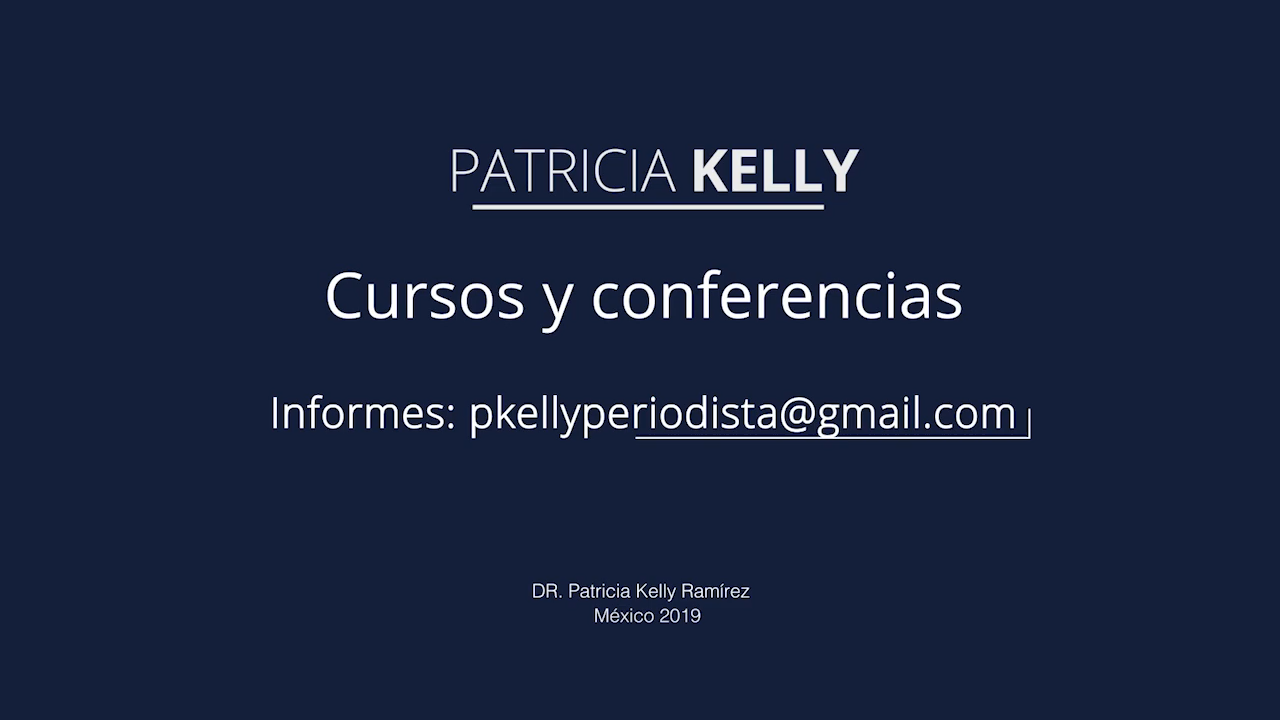 PATRICIA KELLY
Cursos y conferencias
Informes: pkellyperiodista@gmail.com
DR. Patricia Kelly Ramírez
México 2019